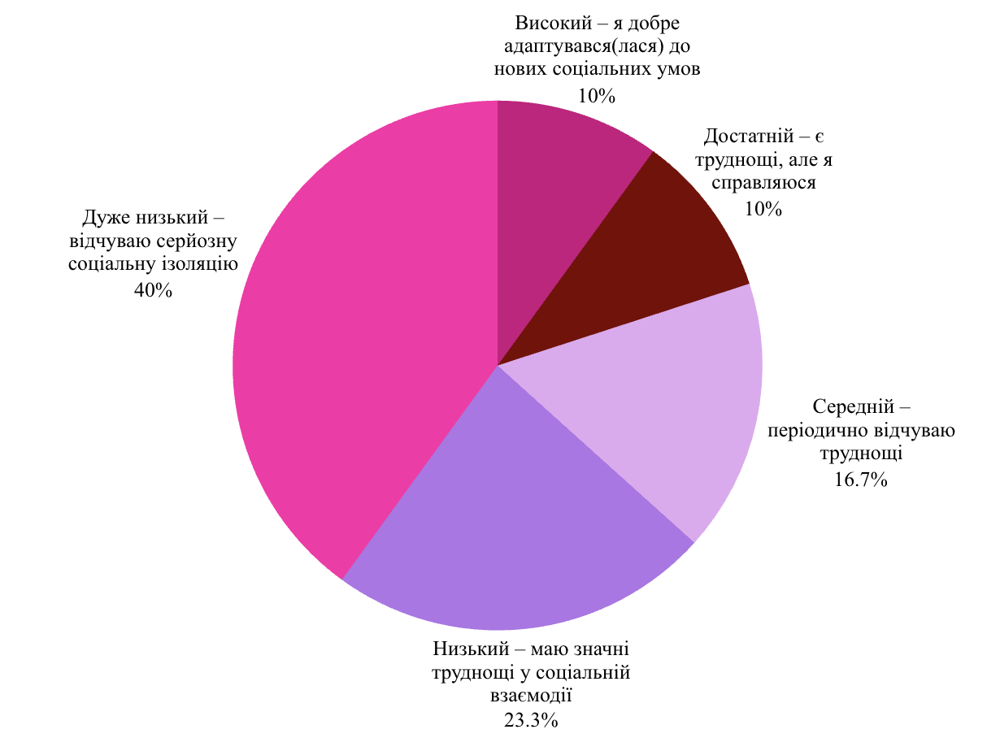 Високий – я добре
адаптувався(лася) до
нових соціальних умов
10%
Достатній – є
труднощі, але я
справляюся
10%
Середній –
періодично відчуваю
труднощі
16.7%
Низький – маю значні
труднощі у соціальній
взаємодії
23.3%
Дуже низький –
відчуваю серйозну
соціальну ізоляцію
40%